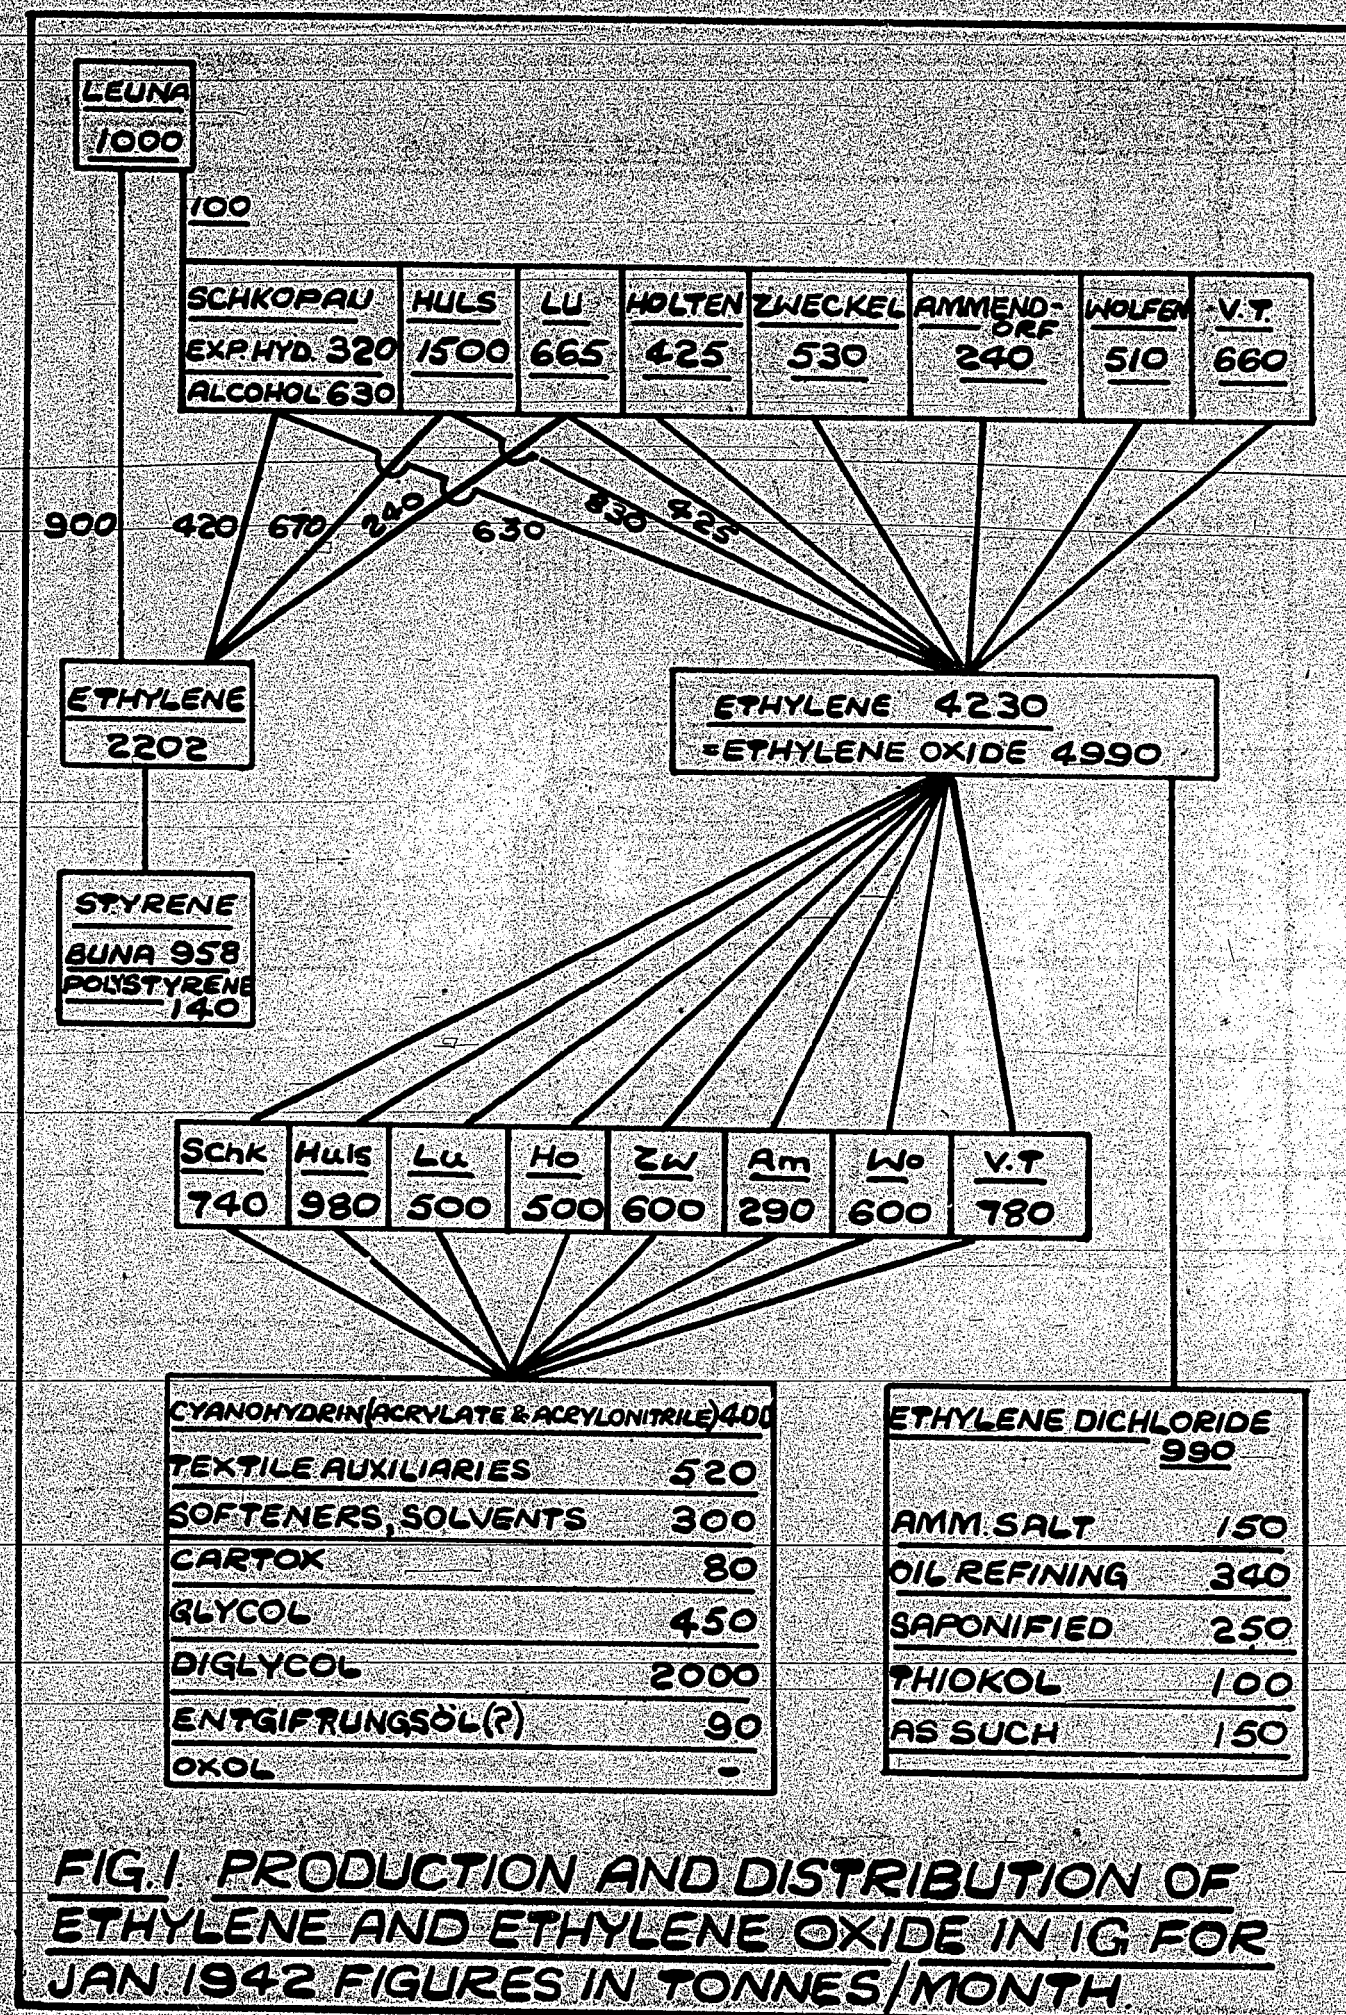 LEUNA
1000
100
SCHKOPAU
EXP. HYD. 320
ALCOHOL 630
HULS
1500
LU
665
HOLTEN
425
ZWECKEL
530
AMMEND-
ORF
240
WOLFEN
510
V.T.
660
900
420
670
240
630
830
425
ETHYLENE
2202
ETHYLENE 4230
=ETHYLENE OXIDE 4990
STYRENE
BUNA 958
POLYSTYRENE
140
Schk
740
Huls
980
Lu
500
Ho
500
Zw
600
Am
290
Wo
600
V.T
780
CYANOHYDRIN (ACRYLATE & ACRYLONITRILE) 400
TEXTILE AUXILIARIES 520
SOFTENERS, SOLVENTS 300
CARTOX 80
GLYCOL 450
DIGLYCOL 2000
ENTGIFTUNGSÖL (?) 90
OXOL -
ETHYLENE DICHLORIDE
990
AMM. SALT 150
OIL REFINING 340
SAPONIFIED 250
THIOKOL 100
AS SUCH 150
FIG.1 PRODUCTION AND DISTRIBUTION OF
ETHYLENE AND ETHYLENE OXIDE IN IG FOR
JAN. 1942 FIGURES IN TONNES/MONTH.